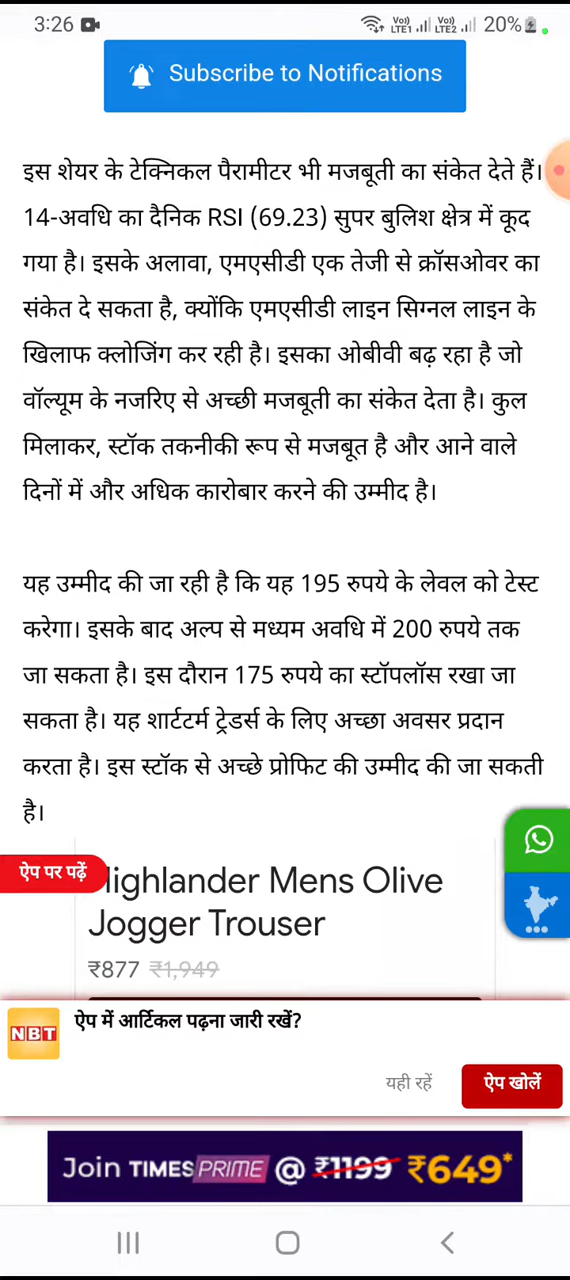 3:26
Vo)) LTE1 Vo)) LTE2 20%
Subscribe to Notifications
इस शेयर के टेक्निकल पैरामीटर भी मजबूती का संकेत देते हैं।
14-अवधि का दैनिक RSI (69.23) सुपर बुलिश क्षेत्र में कूद
गया है। इसके अलावा, एमएसीडी एक तेजी से क्रॉसओवर का
संकेत दे सकता है, क्योंकि एमएसीडी लाइन सिग्नल लाइन के
खिलाफ क्लोजिंग कर रही है। इसका ओबीवी बढ़ रहा है जो
वॉल्यूम के नजरिए से अच्छी मजबूती का संकेत देता है। कुल
मिलाकर, स्टॉक तकनीकी रूप से मजबूत है और आने वाले
दिनों में और अधिक कारोबार करने की उम्मीद है।
यह उम्मीद की जा रही है कि यह 195 रुपये के लेवल को टेस्ट
करेगा। इसके बाद अल्प से मध्यम अवधि में 200 रुपये तक
जा सकता है। इस दौरान 175 रुपये का स्टॉपलॉस रखा जा
सकता है। यह शार्टटर्म ट्रेडर्स के लिए अच्छा अवसर प्रदान
करता है। इस स्टॉक से अच्छे प्रोफिट की उम्मीद की जा सकती
है।
ऐप पर पढ़ें
Highlander Mens Olive
Jogger Trouser
₹877 ₹1,949
NBT
ऐप में आर्टिकल पढ़ना जारी रखें?
यही रहें
ऐप खोलें
Join TIMES PRIME @ ₹1199 ₹649*